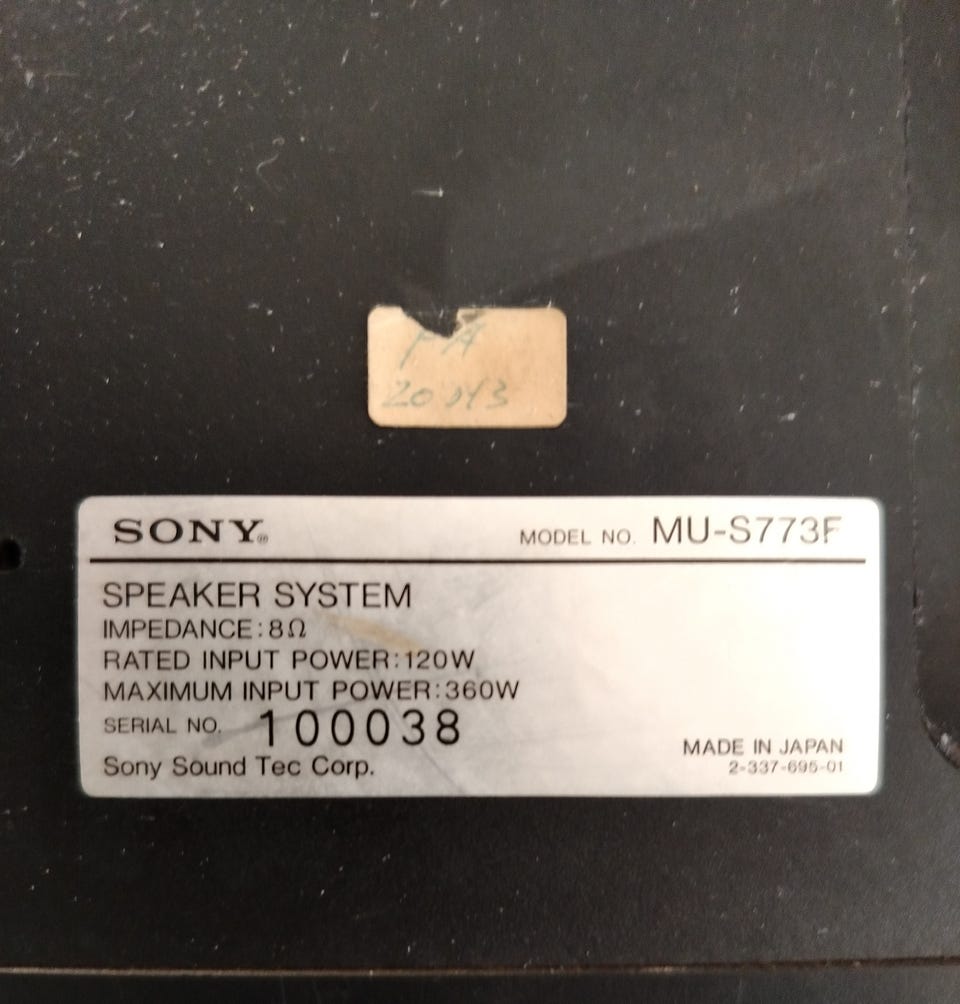 SONY®
MODEL NO. MU-S773F
SPEAKER SYSTEM
IMPEDANCE:8Ω
RATED INPUT POWER:120W
MAXIMUM INPUT POWER:360W
SERIAL NO. 100038
Sony Sound Tec Corp.
MADE IN JAPAN
2-337-695-01